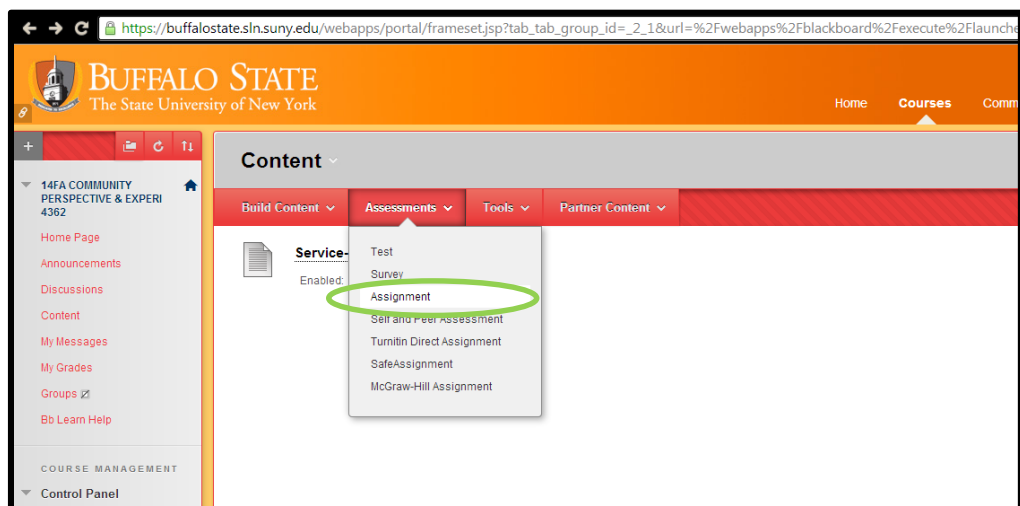 https://buffalostate.sln.suny.edu/webapps/portal/frameset.jsp?tab_tab_group_id=_2_1&url=%2Fwebapps%2Fblackboard%2Fexecute%2Flaunche
BUFFALO STATE
The State University of New York
Home Courses Comm
14FA COMMUNITY
PERSPECTIVE & EXPERI
4362
Home Page
Announcements
Discussions
Content
My Messages
My Grades
Groups
Bb Learn Help
COURSE MANAGEMENT
Control Panel
Content
Build Content Assessments Tools Partner Content
Service-
Enabled:
Test
Survey
Assignment
Self and Peer Assessment
Turnitin Direct Assignment
SafeAssignment
McGraw-Hill Assignment